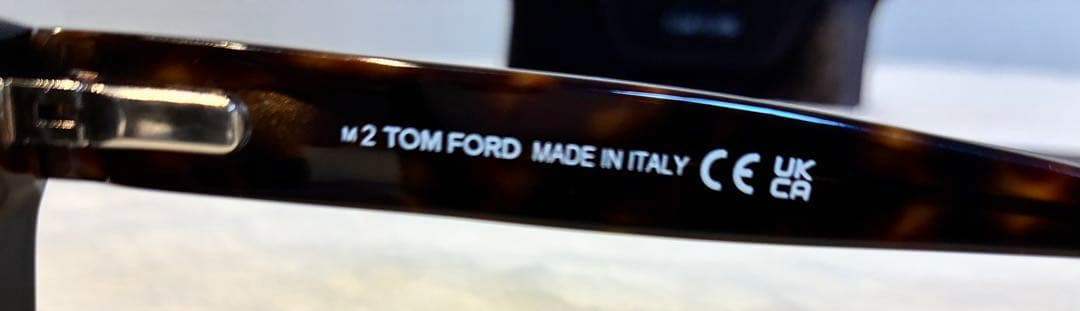 M2 TOM FORD MADE IN ITALY CE UK
CA